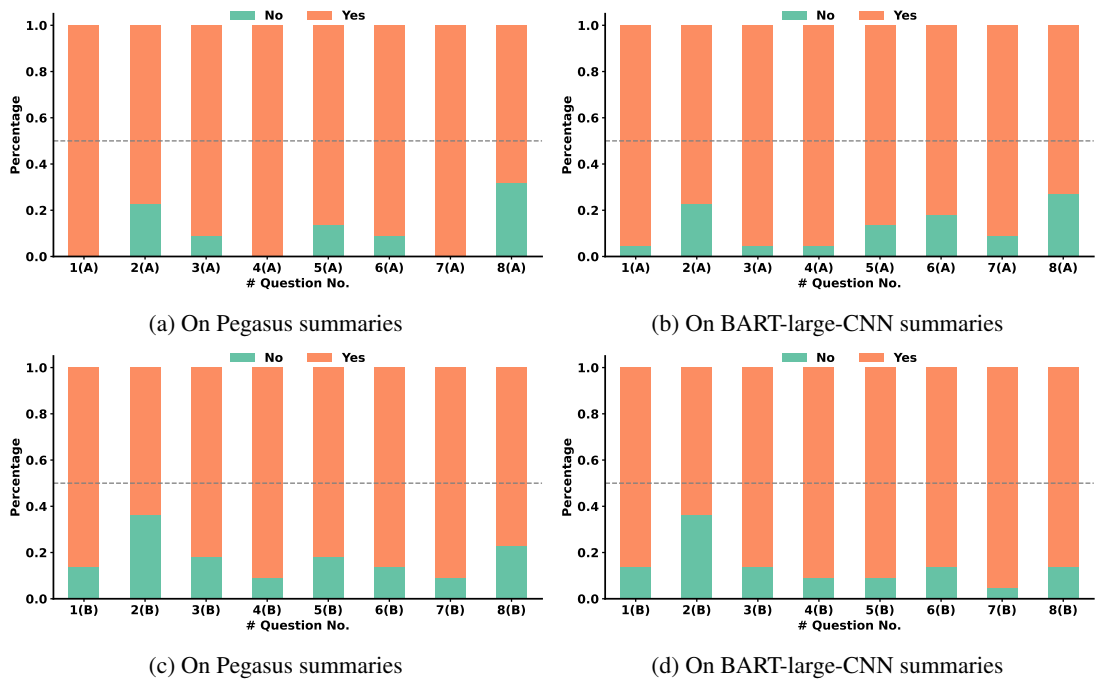 No Yes
1.0
0.8
0.6
0.4
0.2
0.0
Percentage
1(A) 2(A) 3(A) 4(A) 5(A) 6(A) 7(A) 8(A)
# Question No.
(a) On Pegasus summaries
No Yes
1.0
0.8
0.6
0.4
0.2
0.0
Percentage
1(A) 2(A) 3(A) 4(A) 5(A) 6(A) 7(A) 8(A)
# Question No.
(b) On BART-large-CNN summaries
No Yes
1.0
0.8
0.6
0.4
0.2
0.0
Percentage
1(B) 2(B) 3(B) 4(B) 5(B) 6(B) 7(B) 8(B)
# Question No.
(c) On Pegasus summaries
No Yes
1.0
0.8
0.6
0.4
0.2
0.0
Percentage
1(B) 2(B) 3(B) 4(B) 5(B) 6(B) 7(B) 8(B)
# Question No.
(d) On BART-large-CNN summaries